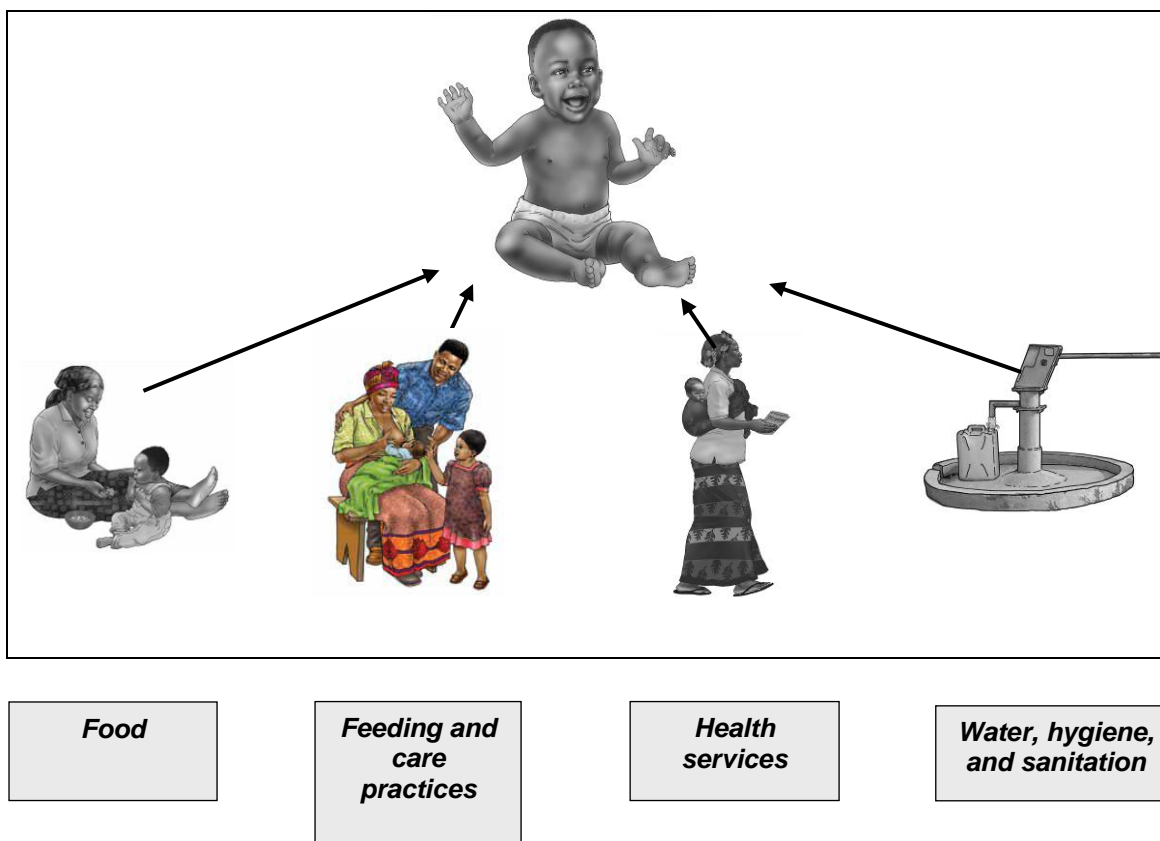 Food
Feeding and
care
practices
Health
services
Water, hygiene,
and sanitation